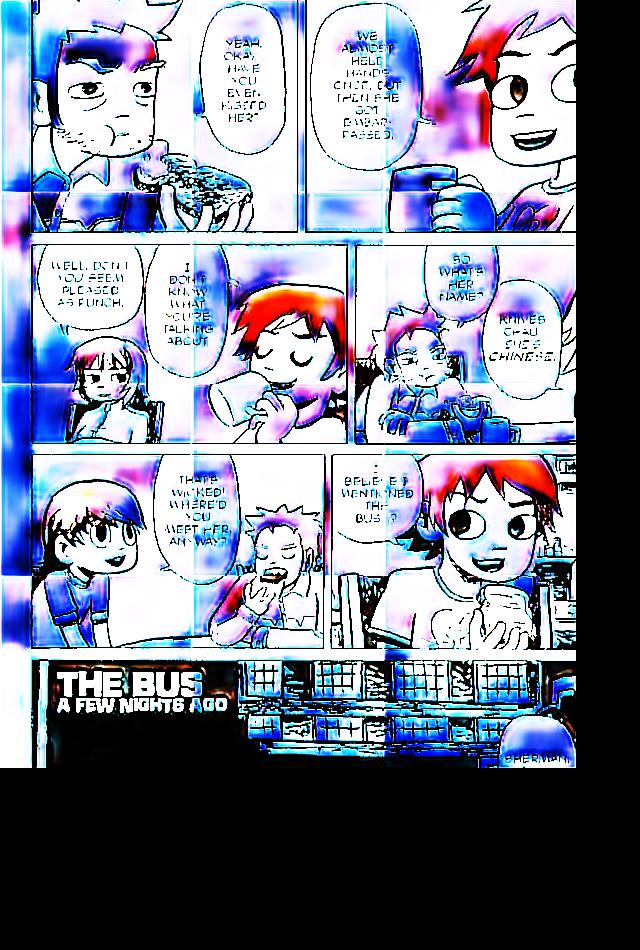 YEAH,
OKAY.
HAVE
YOU
EVEN
KISSED
HER?
WE
ALMOST
HELD
HANDS
ONCE, BUT
THEN SHE
GOT
EMBAR-
RASSED.
WELL, DON'T
YOU SEEM
PLEASED
AS PUNCH.
I
DON'T
KNOW
WHAT
YOU'RE
TALKING
ABOUT
SO
WHAT'S
HER
NAME?
KNIVES
CHAU
SHE'S
CHINESE.
THAT'S
WICKED!
WHERE'D
YOU
MEET HER,
ANYWAY?
I
BELIEVE I
MENTIONED
THE
BUS
THE BUS
A FEW NIGHTS AGO
SHERMAN,